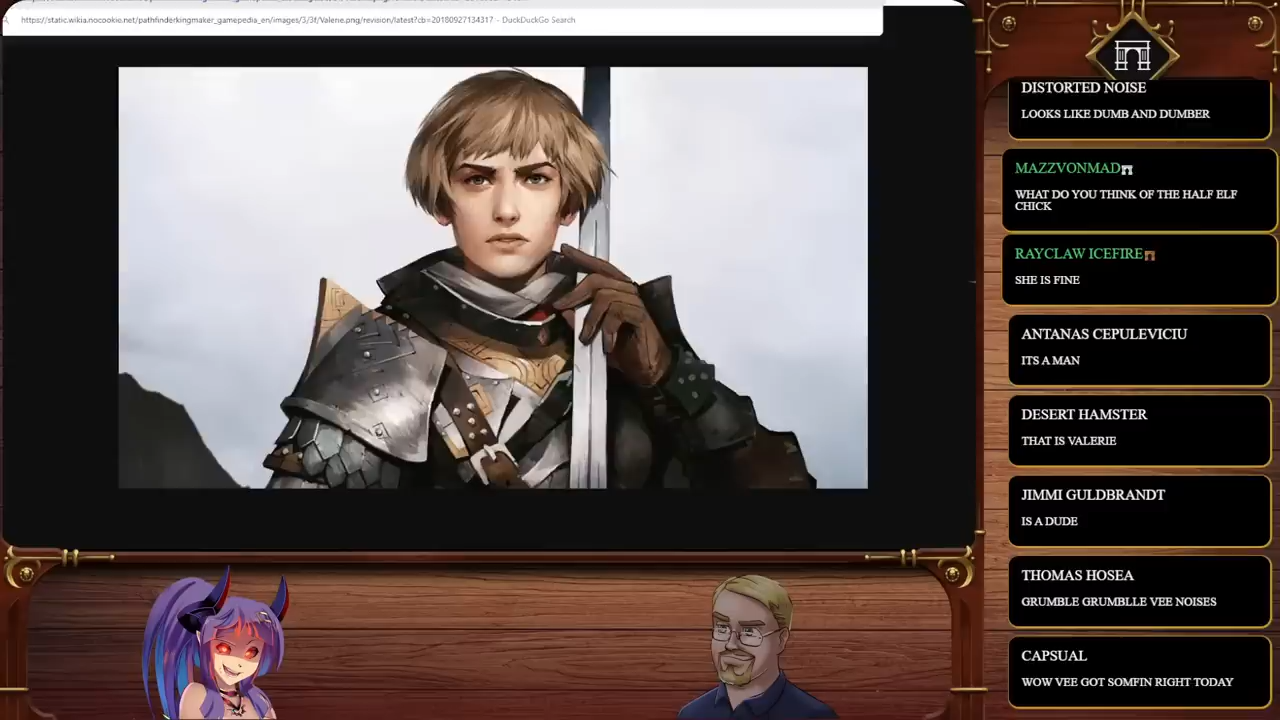 https://static.wikia.nocookie.net/pathfinderkingmaker_gamepedia_en/images/3/3f/Valerie.png/revision/latest?cb=20180927134317 - DuckDuckGo Search
DISTORTED NOISE
LOOKS LIKE DUMB AND DUMBER
MAZZVONMAD
WHAT DO YOU THINK OF THE HALF ELF
CHICK
RAYCLAW ICEFIRE
SHE IS FINE
ANTANAS CEPULEVICIU
ITS A MAN
DESERT HAMSTER
THAT IS VALERIE
JIMMI GULDBRANDT
IS A DUDE
THOMAS HOSEA
GRUMBLE GRUMBLLE VEE NOISES
CAPSUAL
WOW VEE GOT SOMFIN RIGHT TODAY